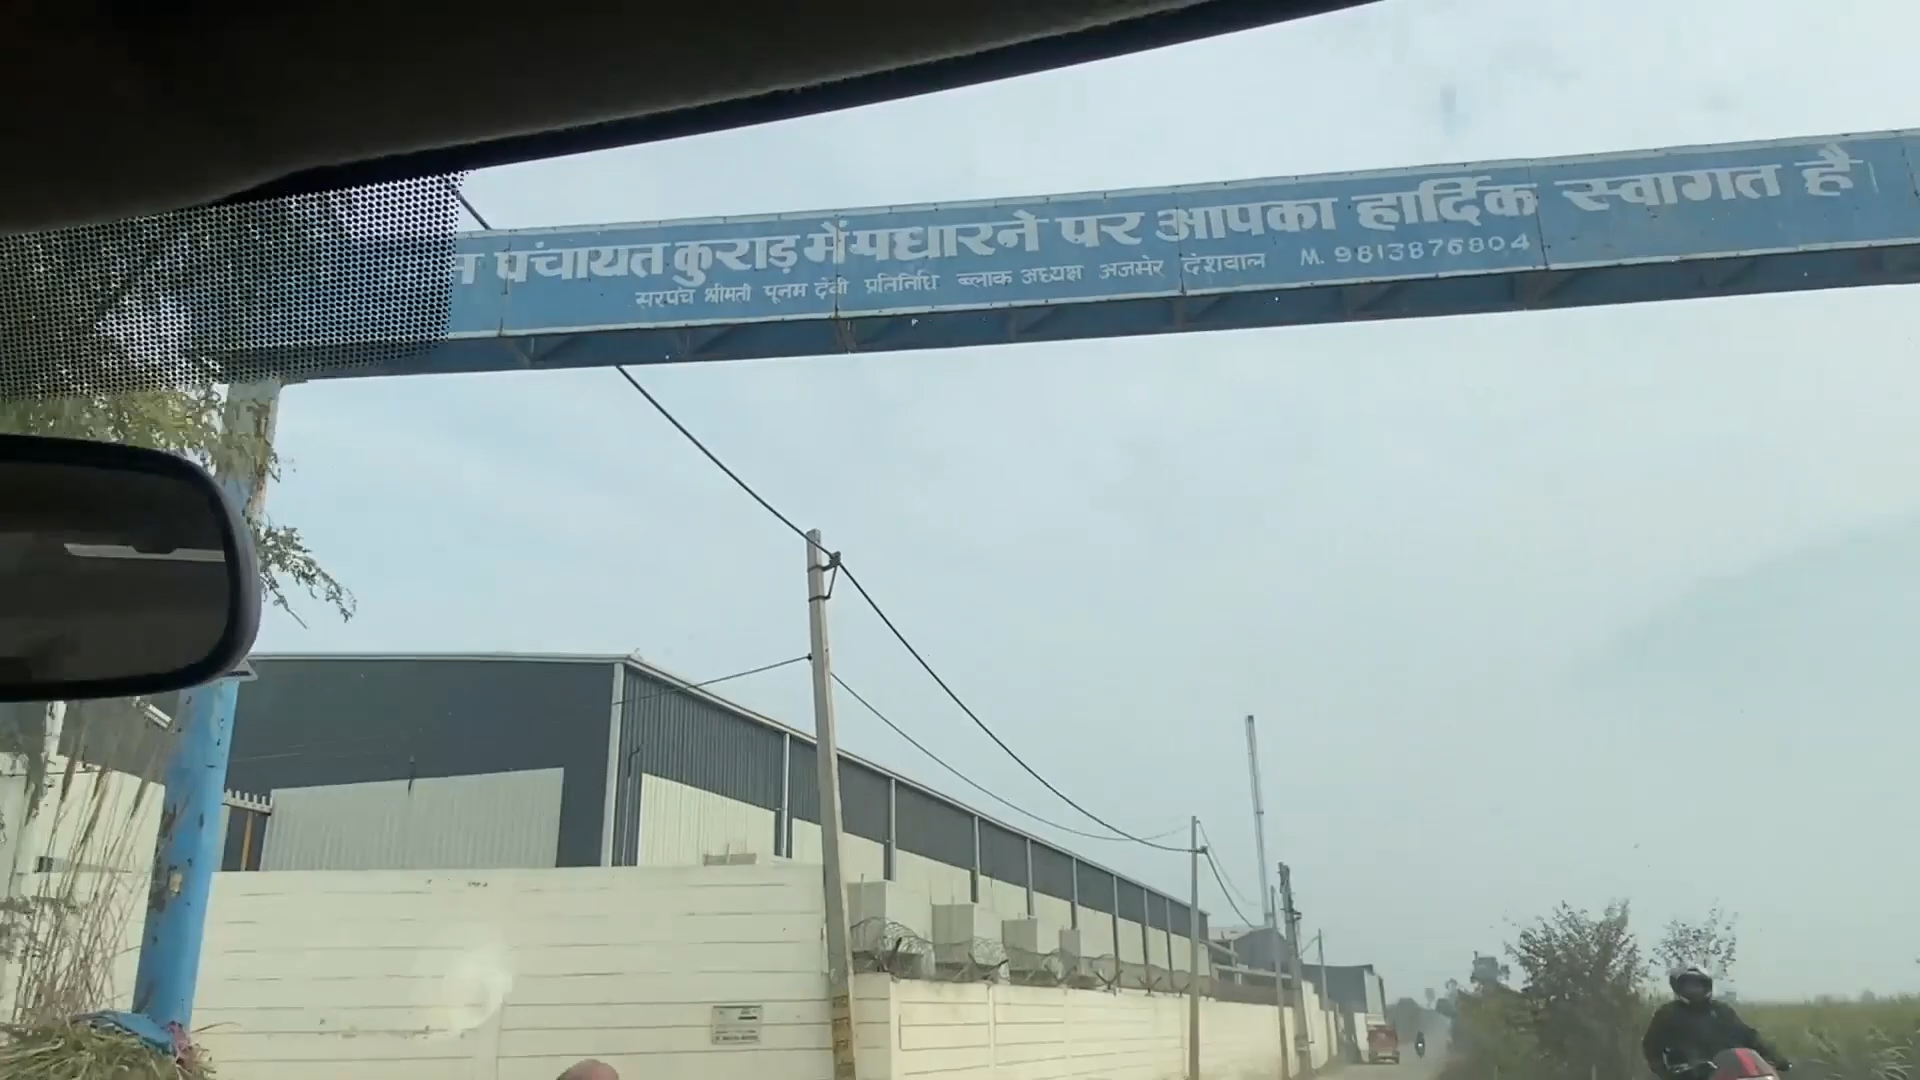 पंचायत कुराड़ में पधारने पर आपका हार्दिक स्वागत है।
सरपंच श्रीमती पूनम देवी प्रतिनिधि ब्लाक अध्यक्ष अजमेर देशवाल M. 9813876804